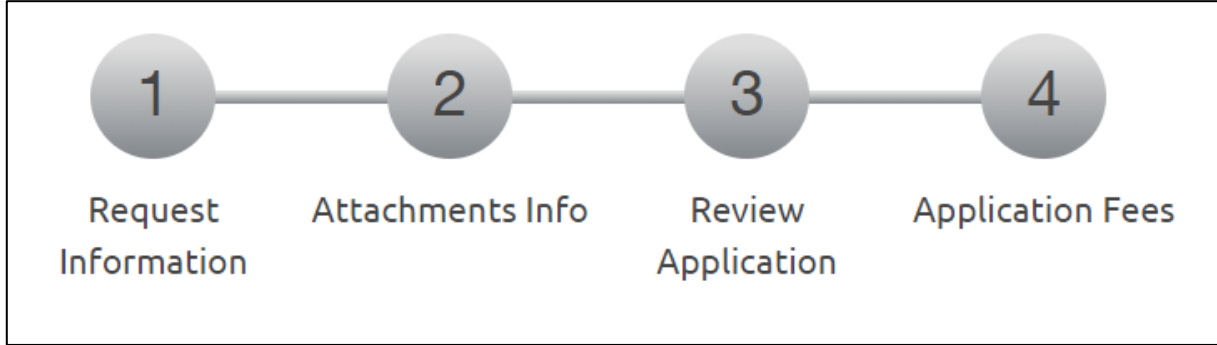 1
2
3
4
Request
Information
Attachments Info
Review
Application
Application Fees